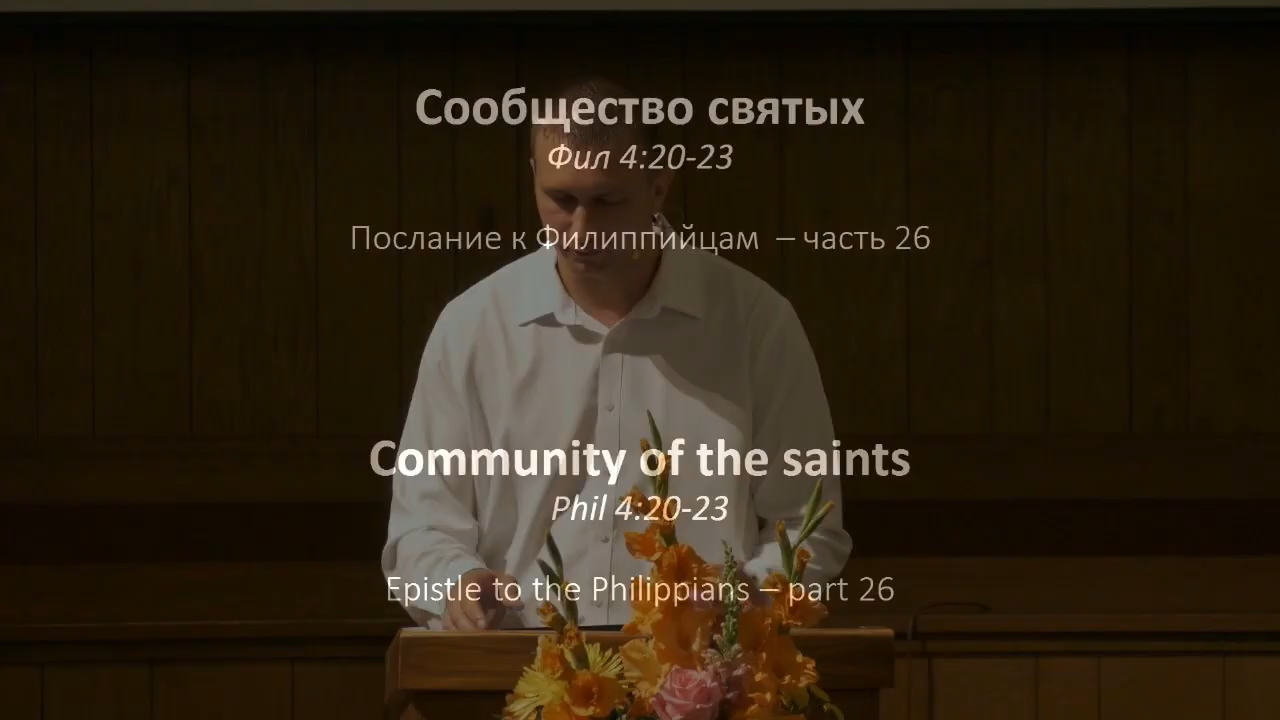 Сообщество святых
Фил 4:20-23
Послание к Филиппийцам – часть 26
Community of the saints
Phil 4:20-23
Epistle to the Philippians – part 26